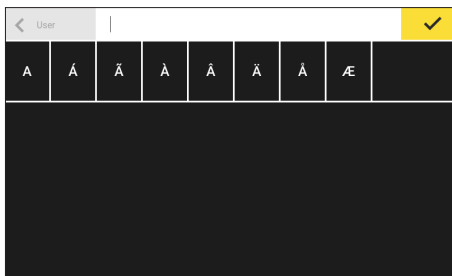 User
A Á Ã À Â Ä Å Æ